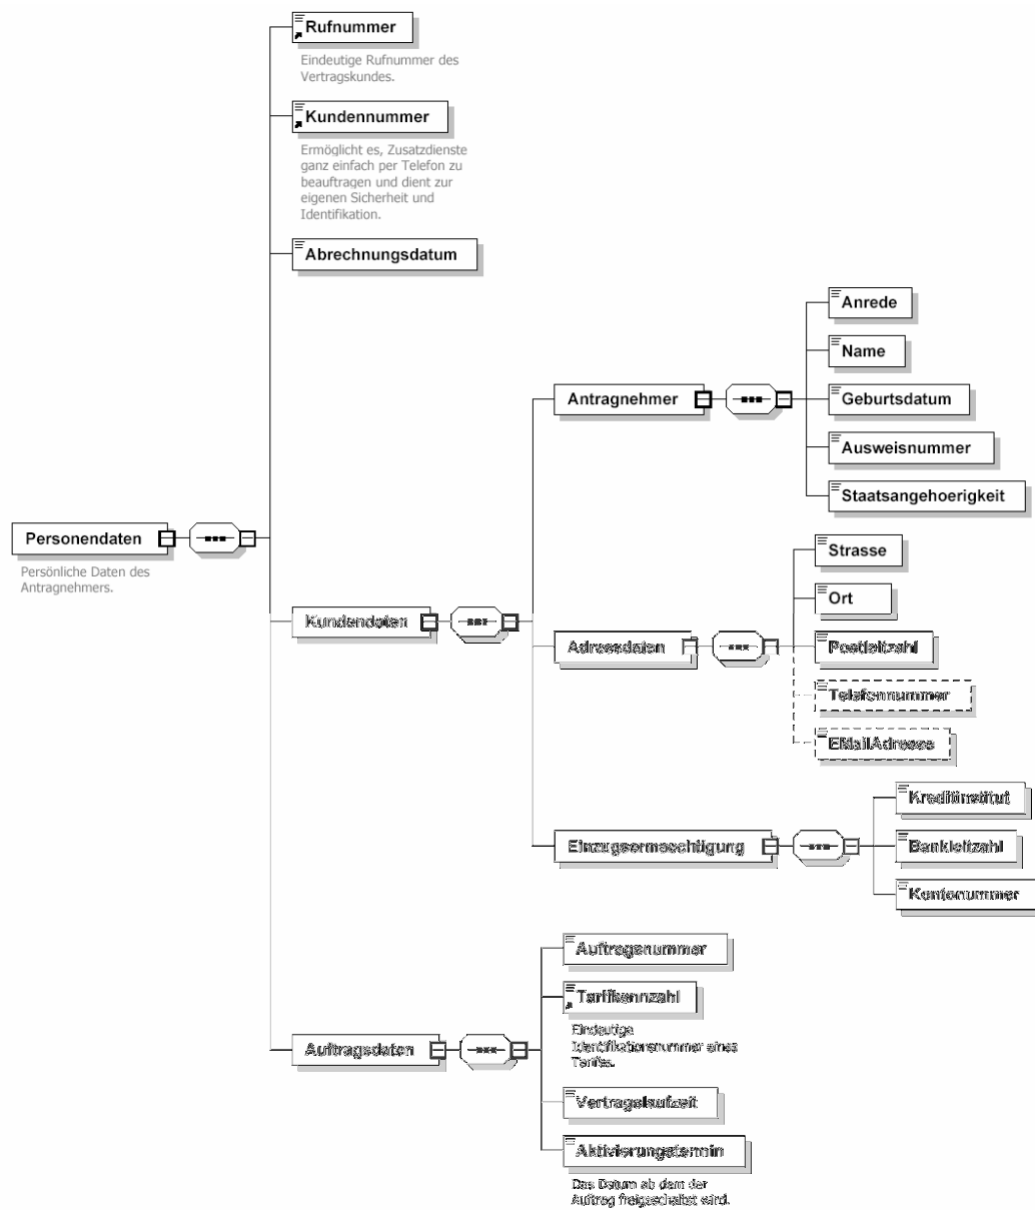 Rufnummer
Eindeutige Rufnummer des
Vertragskundes.
Kundennummer
Ermöglicht es, Zusatzdienste
ganz einfach per Telefon zu
beauftragen und dient zur
eigenen Sicherheit und
Identifikation.
Abrechnungsdatum
Anrede
Name
Antragnehmer
Geburtsdatum
Ausweisnummer
Staatsangehoerigkeit
Personendaten
Persönliche Daten des
Antragnehmers.
Strasse
Ort
Kundendaten
Adressdaten
Postleitzahl
Telefonnummer
EMailAdresse
Kreditinstitut
Einzugsermaechtigung
Bankleitzahl
Kontonummer
Auftragsnummer
Tarifkennzahl
Eindeutige
Identifikationsnummer eines
Tarifes.
Auftragsdaten
Vertragslaufzeit
Aktivierungstermin
Das Datum ab dem der
Auftrag freigeschaltet wird.